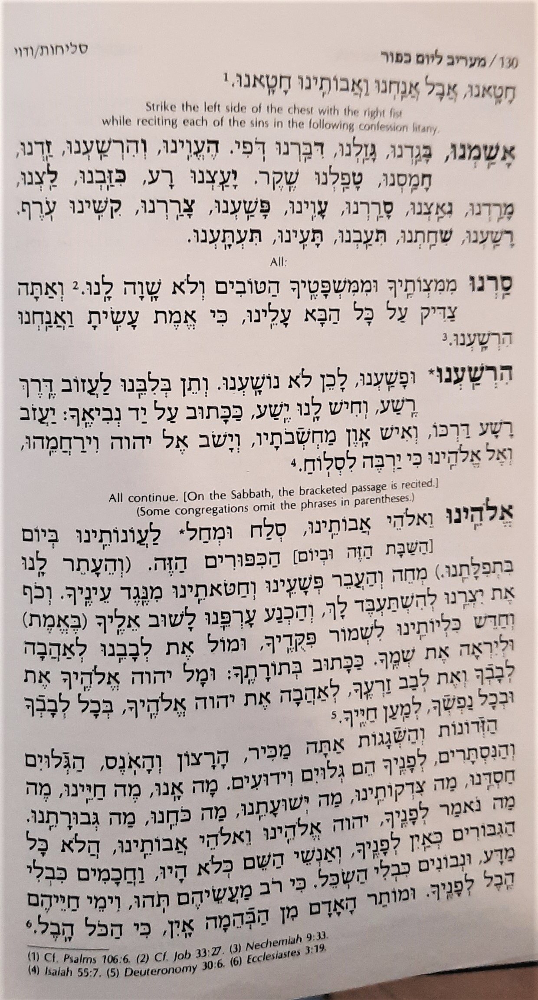 130 / מעריב ליום כפור סליחות/ודוי
חָטָאנוּ, אֲבָל אֲנַחְנוּ וַאֲבוֹתֵינוּ חָטָאנוּ.1
Strike the left side of the chest with the right fist
while reciting each of the sins in the following confession litany.
אָשַׁמְנוּ, בָּגַדְנוּ, גָּזַלְנוּ, דִּבַּרְנוּ דֹפִי. הֶעֱוִינוּ, וְהִרְשַׁעְנוּ, זַדְנוּ,
חָמַסְנוּ, טָפַלְנוּ שֶׁקֶר. יָעַצְנוּ רָע, כִּזַּבְנוּ, לַצְנוּ,
מָרַדְנוּ, נִאַצְנוּ, סָרַרְנוּ, עָוִינוּ, פָּשַׁעְנוּ, צָרַרְנוּ, קִשִּׁינוּ עֹרֶף.
רָשַׁעְנוּ, שִׁחַתְנוּ, תִּעַבְנוּ, תָּעִינוּ, תִּעְתָּעְנוּ.
All:
סַרְנוּ מִמִּצְוֹתֶיךָ וּמִמִּשְׁפָּטֶיךָ הַטּוֹבִים וְלֹא שָׁוָה לָנוּ.2 וְאַתָּה
צַדִּיק עַל כָּל הַבָּא עָלֵינוּ, כִּי אֱמֶת עָשִׂיתָ וַאֲנַחְנוּ
הִרְשָׁעְנוּ.3
הִרְשַׁעְנוּ* וּפָשַׁעְנוּ, לָכֵן לֹא נוֹשָׁעְנוּ. וְתֵן בְּלִבֵּנוּ לַעֲזוֹב דֶּרֶךְ
רֶשַׁע, וְחִישׁ לָנוּ יֶשַׁע, כַּכָּתוּב עַל יַד נְבִיאֶךָ: יַעֲזֹב
רָשָׁע דַּרְכּוֹ, וְאִישׁ אָוֶן מַחְשְׁבֹתָיו, וְיָשֹׁב אֶל יהוה וִירַחֲמֵהוּ,
וְאֶל אֱלֹהֵינוּ כִּי יַרְבֶּה לִסְלוֹחַ.4
All continue. [On the Sabbath, the bracketed passage is recited.]
(Some congregations omit the phrases in parentheses.)
אֱלֹהֵינוּ וֵאלֹהֵי אֲבוֹתֵינוּ, סְלַח וּמְחַל* לַעֲוֹנוֹתֵינוּ בְּיוֹם
[הַשַּׁבָּת הַזֶּה וּבְיוֹם] הַכִּפּוּרִים הַזֶּה. (וְהֵעָתֵר לָנוּ
בִּתְפִלָּתֵנוּ.) מְחֵה וְהַעֲבֵר פְּשָׁעֵינוּ וְחַטֹּאתֵינוּ מִנֶּגֶד עֵינֶיךָ. וְכֹף
אֶת יִצְרֵנוּ לְהִשְׁתַּעְבֶּד לָךְ, וְהַכְנַע עָרְפֵּנוּ לָשׁוּב אֵלֶיךָ (בֶּאֱמֶת)
וְחַדֵּשׁ כִּלְיוֹתֵינוּ לִשְׁמוֹר פִּקֻּדֶיךָ, וּמוֹל אֶת לְבָבֵנוּ לְאַהֲבָה
וּלְיִרְאָה אֶת שְׁמֶךָ. כַּכָּתוּב בְּתוֹרָתֶךָ: וּמָל יהוה אֱלֹהֶיךָ אֶת
לְבָבְךָ וְאֶת לְבַב זַרְעֶךָ, לְאַהֲבָה אֶת יהוה אֱלֹהֶיךָ, בְּכָל לְבָבְךָ
וּבְכָל נַפְשְׁךָ, לְמַעַן חַיֶּיךָ.5
הַזְּדוֹנוֹת וְהַשְּׁגָגוֹת אַתָּה מַכִּיר, הָרָצוֹן וְהָאֹנֶס, הַגְּלוּיִם
וְהַנִּסְתָּרִים, לְפָנֶיךָ הֵם גְּלוּיִם וִידוּעִים. מָה אָנוּ, מֶה חַיֵּינוּ, מֶה
חַסְדֵּנוּ, מַה צִּדְקוֹתֵינוּ, מַה יְּשׁוּעָתֵנוּ, מַה כֹּחֵנוּ, מַה גְּבוּרָתֵנוּ.
מַה נֹּאמַר לְפָנֶיךָ, יהוה אֱלֹהֵינוּ וֵאלֹהֵי אֲבוֹתֵינוּ, הֲלֹא כָּל
הַגִּבּוֹרִים כְּאַיִן לְפָנֶיךָ, וְאַנְשֵׁי הַשֵּׁם כְּלֹא הָיוּ, וַחֲכָמִים כִּבְלִי
מַדָּע, וּנְבוֹנִים כִּבְלִי הַשְׂכֵּל. כִּי רֹב מַעֲשֵׂיהֶם תֹּהוּ, וִימֵי חַיֵּיהֶם
הֶבֶל לְפָנֶיךָ. וּמוֹתַר הָאָדָם מִן הַבְּהֵמָה אָיִן, כִּי הַכֹּל הָבֶל.6
(1) Cf. Psalms 106:6. (2) Cf. Job 33:27. (3) Nechemiah 9:33.
(4) Isaiah 55:7. (5) Deuteronomy 30:6. (6) Ecclesiastes 3:19.